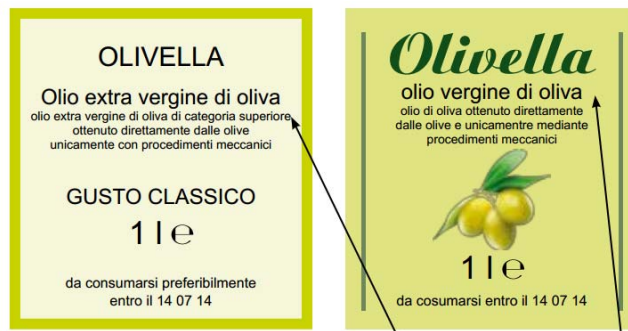 OLIVELLA
Olio extra vergine di oliva
olio extra vergine di oliva di categoria superiore
ottenuto direttamente dalle olive
unicamente con procedimenti meccanici
GUSTO CLASSICO
1 l ℮
da consumarsi preferibilmente
entro il 14 07 14
Olivella
olio vergine di oliva
olio di oliva ottenuto direttamente
dalle olive e unicamentre mediante
procedimenti meccanici
1 l ℮
da cosumarsi entro il 14 07 14